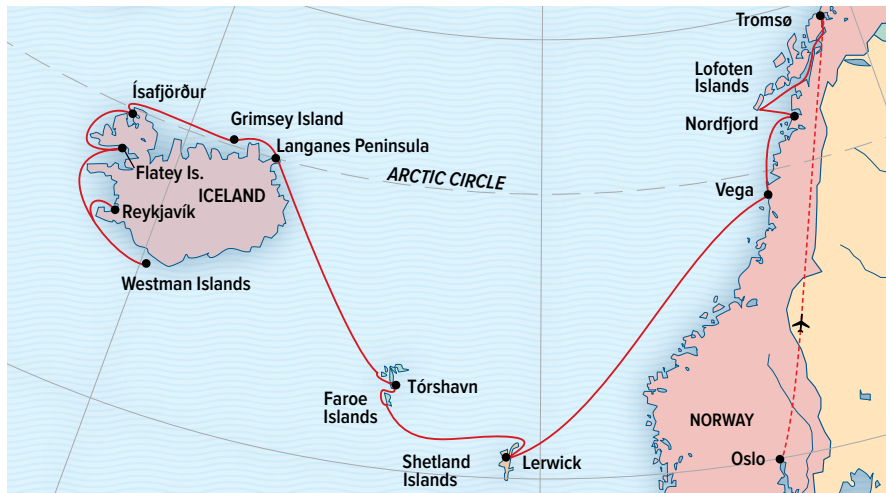 Tromsø
Lofoten
Islands
Ísafjörður
Grimsey Island
Nordfjord
Langanes Peninsula
Flatey Is.
ARCTIC CIRCLE
ICELAND
Vega
Reykjavík
Westman Islands
Tórshavn
Faroe
Islands
NORWAY
Shetland
Islands
Lerwick
Oslo